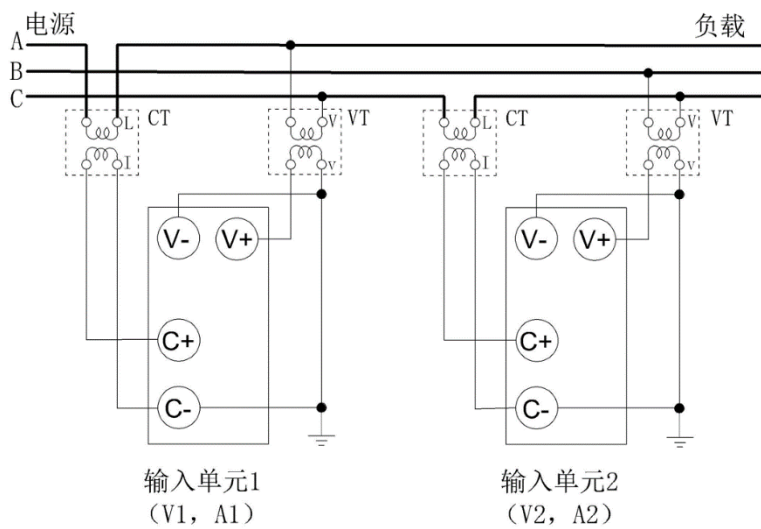 电源 负载
A
B
C
L CT V VT L CT V VT
I v I v
V- V+ V- V+
C+ C+
C- C-
输入单元1 输入单元2
(V1, A1) (V2, A2)